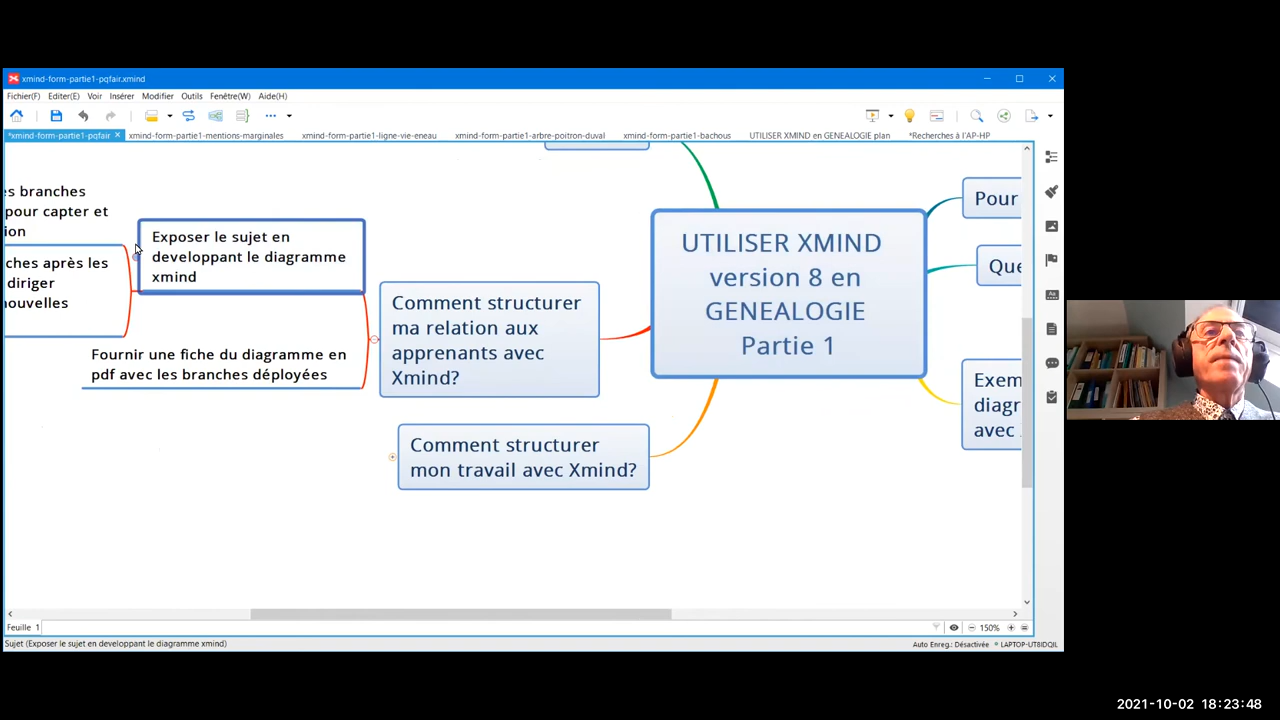 xmind-form-partie1-pqfair.xmind
Fichier(F) Editer(E) Voir Insérer Modifier Outils Fenêtre(W) Aide(H)
*xmind-form-partie1-pqfair xmind-form-partie1-mentions-marginales xmind-form-partie1-ligne-vie-eneau xmind-form-partie1-arbre-poitron-duval xmind-form-partie1-bachous UTILISER XMIND en GENEALOGIE plan *Recherches à l'AP-HP
es branches
pour capter et
ion
ches après les
diriger
nouvelles
Exposer le sujet en
developpant le diagramme
xmind
Fournir une fiche du diagramme en
pdf avec les branches déployées
Comment structurer
ma relation aux
apprenants avec
Xmind?
Comment structurer
mon travail avec Xmind?
UTILISER XMIND
version 8 en
GENEALOGIE
Partie 1
Pour
Que
Exem
diagr
avec
Feuille 1
150%
Sujet (Exposer le sujet en developpant le diagramme xmind)
Auto Enreg.: Désactivée
LAPTOP-UT8IDQIL
2021-10-02 18:23:48